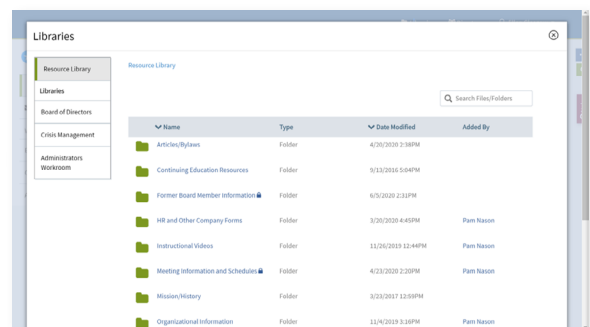 Libraries
Resource Library
Libraries
Board of Directors
Crisis Management
Administrators
Workroom
Resource Library
Search Files/Folders
Name Type Date Modified Added By
Articles/Bylaws Folder 4/20/2020 2:38PM
Continuing Education Resources Folder 9/13/2016 5:04PM
Former Board Member Information Folder 6/5/2020 2:31PM
HR and Other Company Forms Folder 3/20/2020 4:45PM Pam Nason
Instructional Videos Folder 11/26/2019 12:44PM Pam Nason
Meeting Information and Schedules Folder 4/23/2020 2:20PM Pam Nason
Mission/History Folder 3/23/2017 12:59PM
Organizational Information Folder 11/4/2019 3:16PM Pam Nason